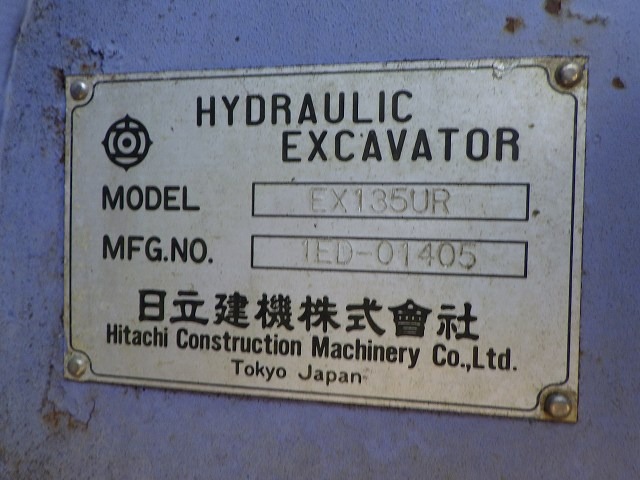 HYDRAULIC
EXCAVATOR
MODEL EX135UR
MFG.NO. 1ED-01405
日立建機株式會社
Hitachi Construction Machinery Co.,Ltd.
Tokyo Japan